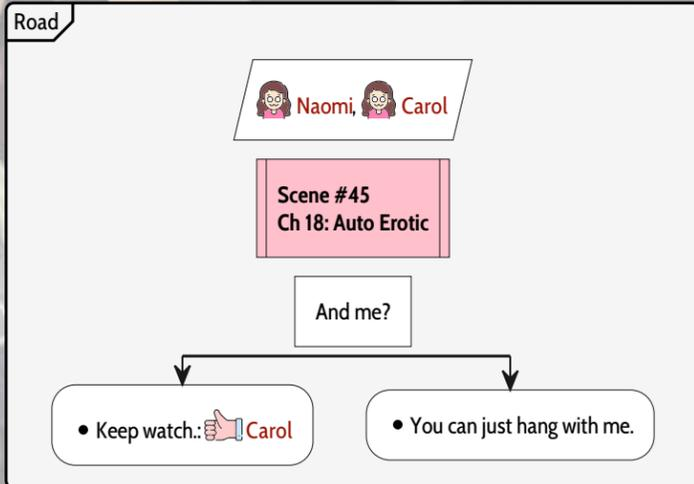 Road
Naomi, Carol
Scene #45
Ch 18: Auto Erotic
And me?
• Keep watch.: Carol
• You can just hang with me.